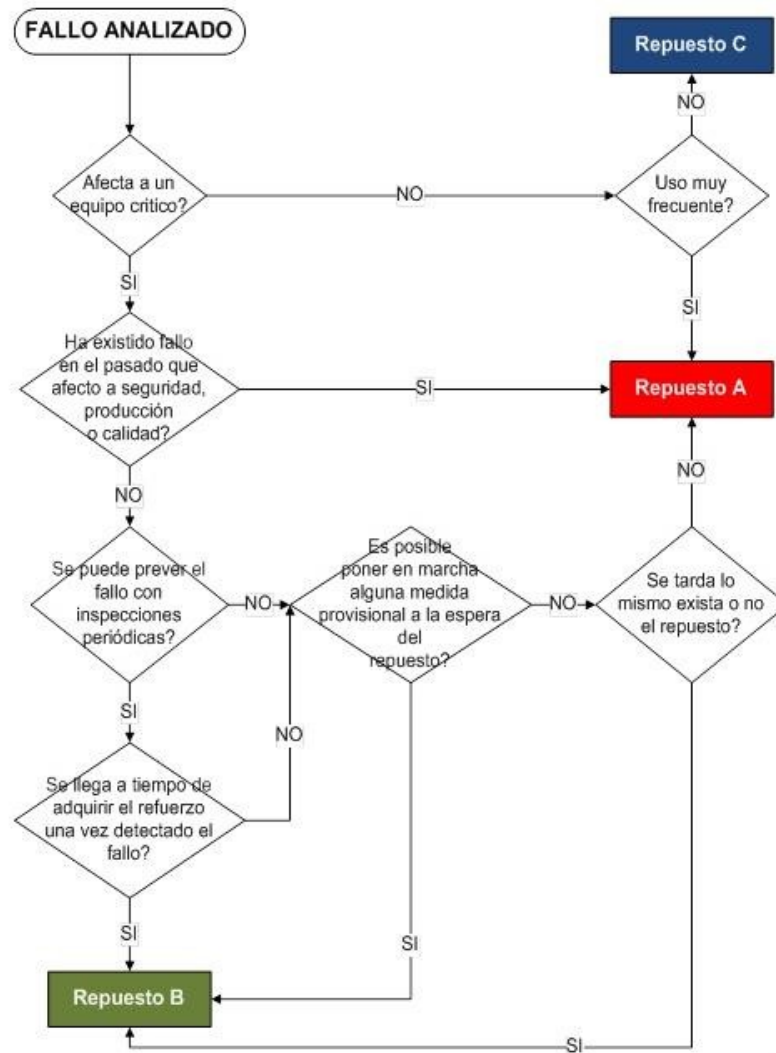 FALLO ANALIZADO
Repuesto C
NO
Afecta a un
equipo critico?
NO
Uso muy
frecuente?
SI
SI
Ha existido fallo
en el pasado que
afecto a seguridad,
producción
o calidad?
SI
Repuesto A
NO
NO
Se puede prever el
fallo con
inspecciones
periódicas?
NO
Es posible
poner en marcha
alguna medida
provisional a la espera
del
repuesto?
NO
Se tarda lo
mismo exista o no
el repuesto?
SI
NO
Se llega a tiempo de
adquirir el refuerzo
una vez detectado el
fallo?
SI
SI
Repuesto B
SI